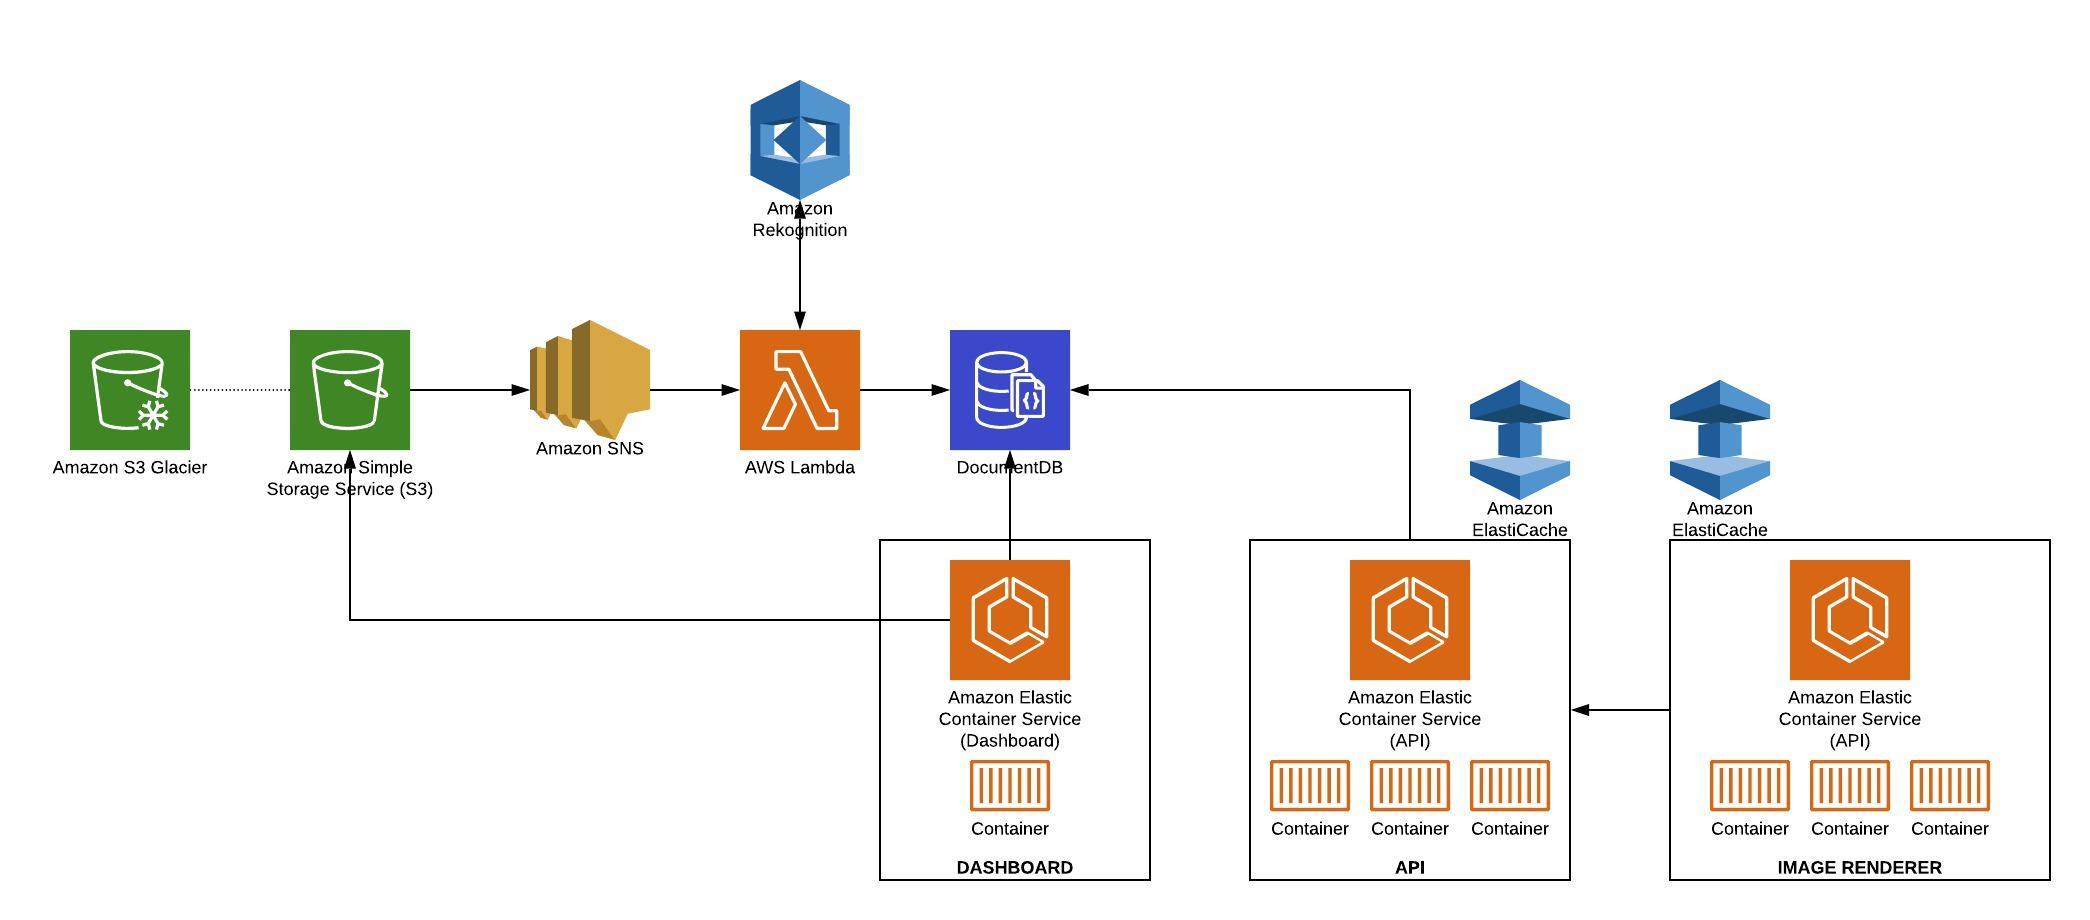 Amazon
Rekognition
Amazon S3 Glacier
Amazon Simple
Storage Service (S3)
Amazon SNS
AWS Lambda
DocumentDB
Amazon
ElastiCache
Amazon
ElastiCache
Amazon Elastic
Container Service
(Dashboard)
Container
DASHBOARD
Amazon Elastic
Container Service
(API)
Container
Container
Container
API
Amazon Elastic
Container Service
(API)
Container
Container
Container
IMAGE RENDERER